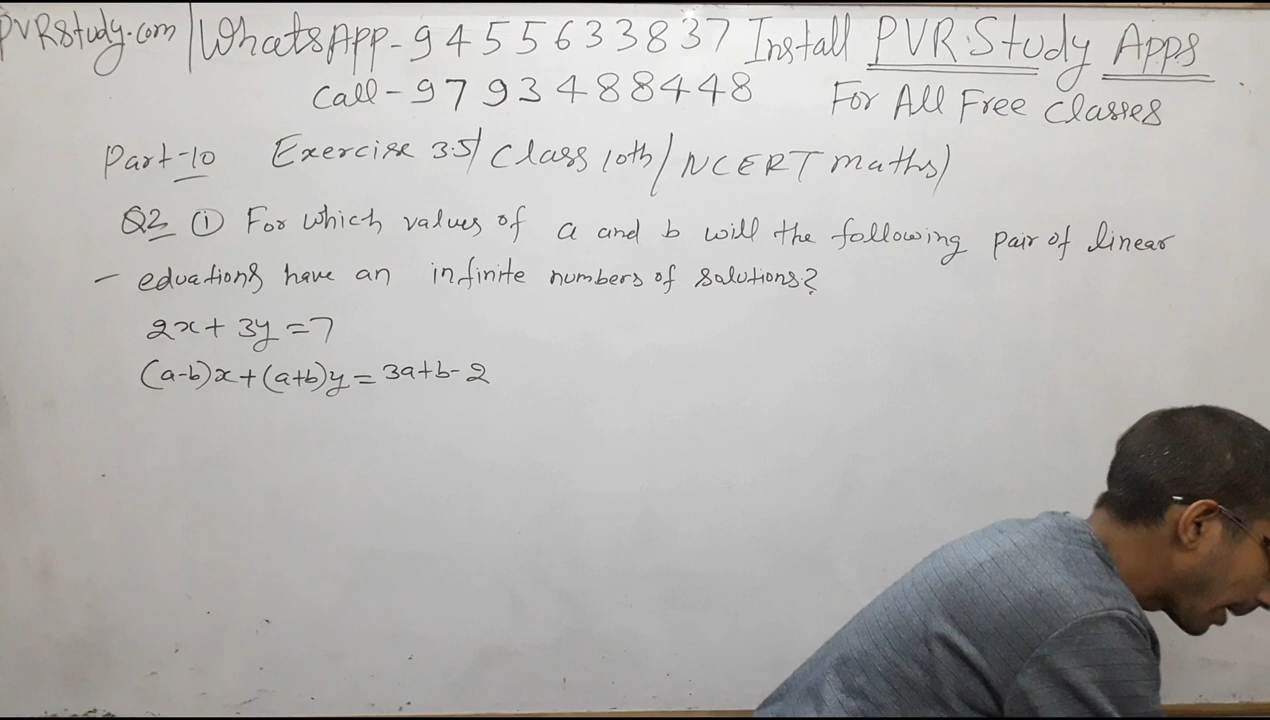 PVRStudy.com | WhatsApp-9455633837 Install PVR Study Apps
Call-9793488448 For All Free Classes
Part-10 Exercise 3.5/ Class 10th / NCERT Maths)
Q2 (i) For which values of a and b will the following pair of linear
- eduations have an infinite numbers of solutions?
2x+3y=7
(a-b)x+(a+b)y=3a+b-2